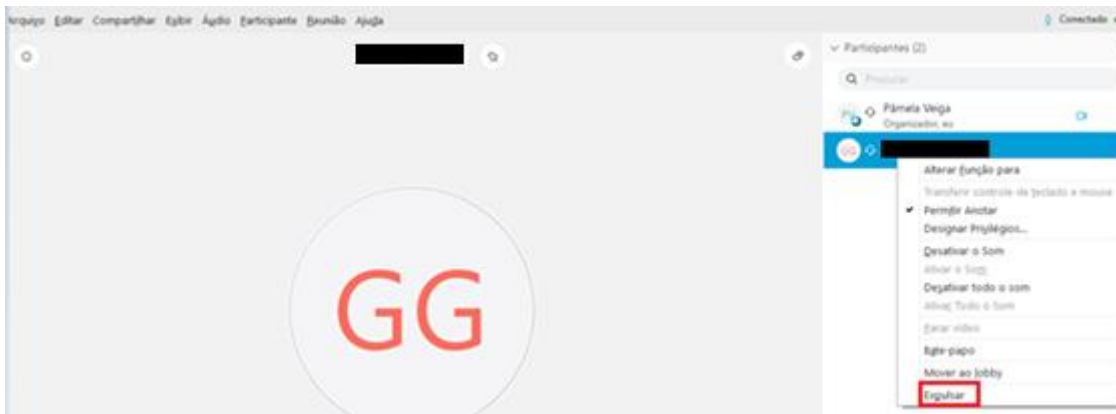 Arquivo Editar Compartilhar Exibir Áudio Participante Reunião Ajuda
Conectado
Participantes (2)
Procurar
Pâmela Veiga
Organizador, eu
GG
GG
Alterar função para
Transferir controle de teclado e mouse
Permitir Anotar
Designar Privilégios...
Desativar o Som
Ativar o Som
Desativar todo o som
Ativar Todo o Som
Parar vídeo
Bate-papo
Mover ao lobby
Expulsar